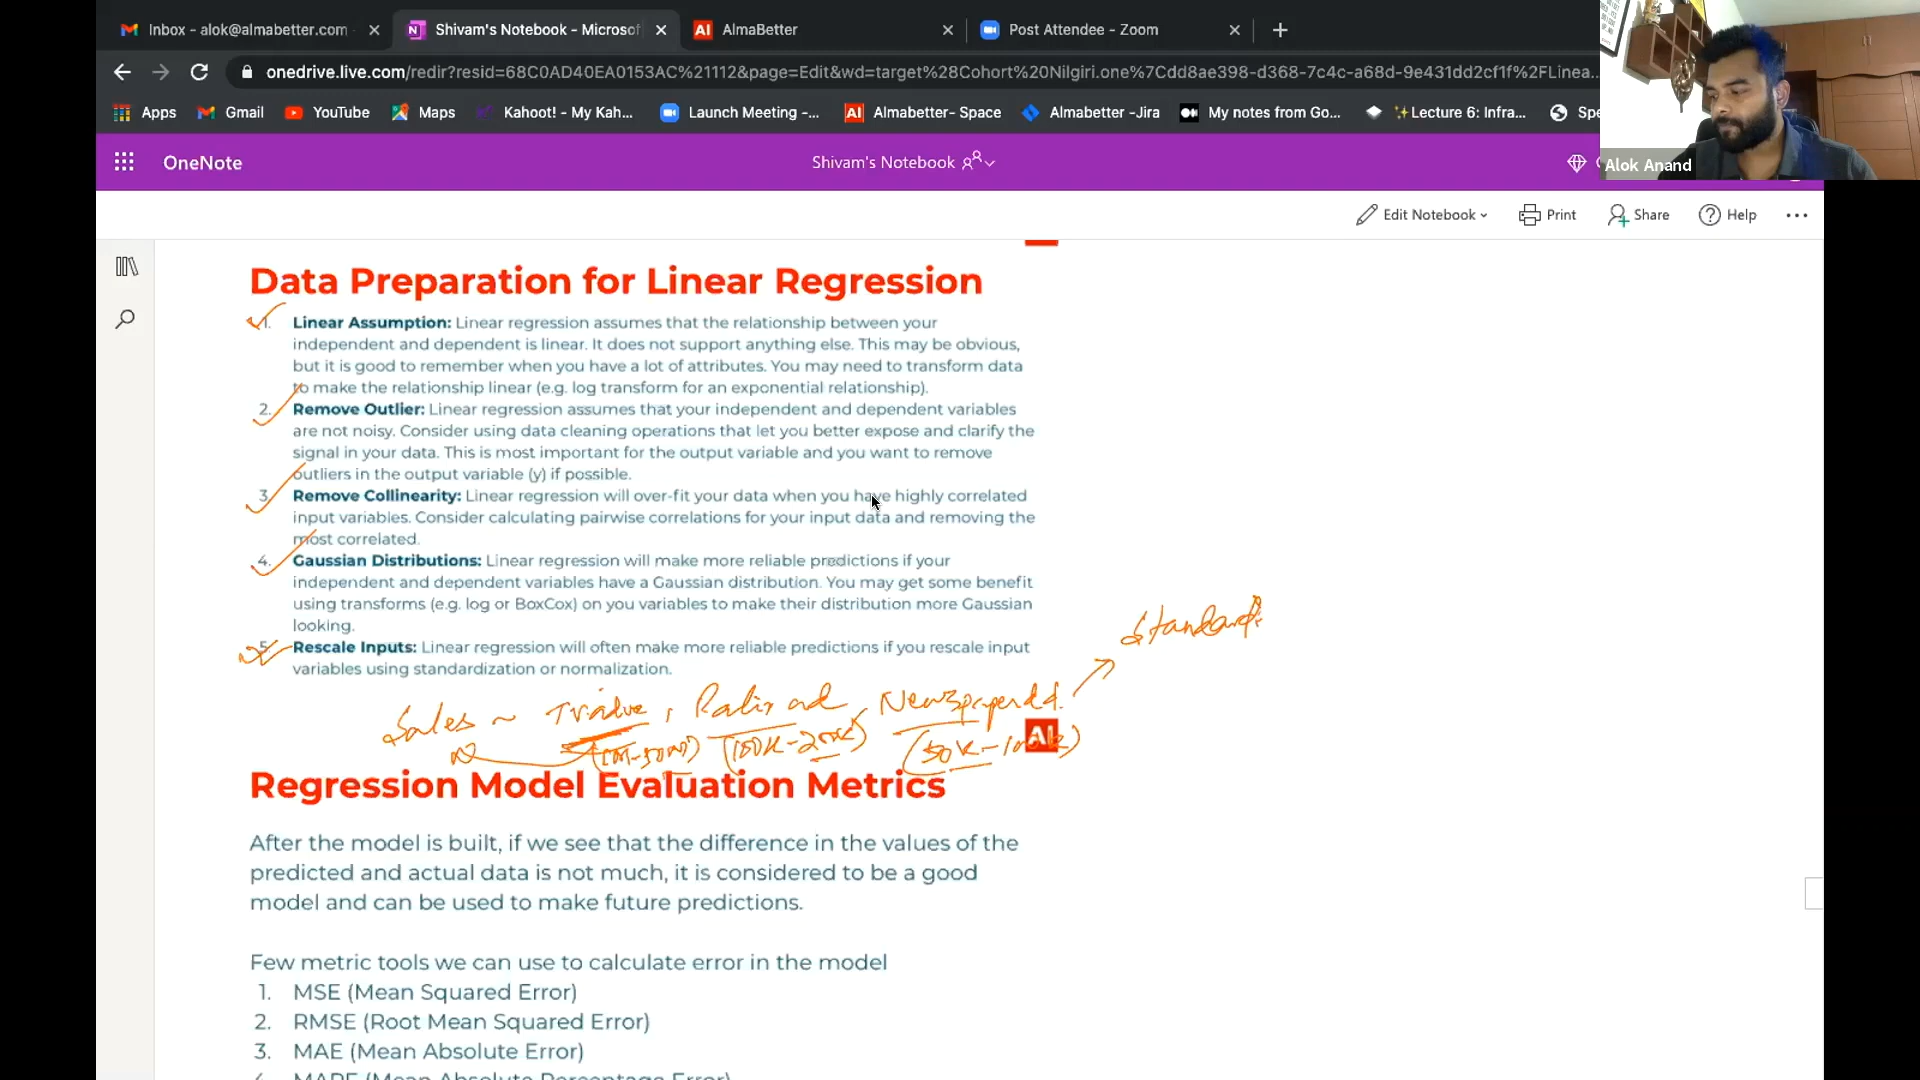 Inbox - alok@almabetter.com
Shivam's Notebook - Microsof
AI AlmaBetter
Post Attendee - Zoom
onedrive.live.com/redir?resid=68C0AD40EA0153AC%21112&page=Edit&wd=target%28Cohort%20Nilgiri.one%7Cdd8ae398-d368-7c4c-a68d-9e431dd2cf1f%2FLinea...
Apps Gmail YouTube Maps Kahoot! - My Kah... Launch Meeting -... AI Almabetter- Space Almabetter -Jira My notes from Go... ✨Lecture 6: Infra... Spe
Alok Anand
OneNote
Shivam's Notebook
Edit Notebook Print Share Help ...
Data Preparation for Linear Regression
1. Linear Assumption: Linear regression assumes that the relationship between your
independent and dependent is linear. It does not support anything else. This may be obvious,
but it is good to remember when you have a lot of attributes. You may need to transform data
to make the relationship linear (e.g. log transform for an exponential relationship).
2. Remove Outlier: Linear regression assumes that your independent and dependent variables
are not noisy. Consider using data cleaning operations that let you better expose and clarify the
signal in your data. This is most important for the output variable and you want to remove
outliers in the output variable (y) if possible.
3. Remove Collinearity: Linear regression will over-fit your data when you have highly correlated
input variables. Consider calculating pairwise correlations for your input data and removing the
most correlated.
4. Gaussian Distributions: Linear regression will make more reliable predictions if your
independent and dependent variables have a Gaussian distribution. You may get some benefit
using transforms (e.g. log or BoxCox) on you variables to make their distribution more Gaussian
looking.
5. Rescale Inputs: Linear regression will often make more reliable predictions if you rescale input
variables using standardization or normalization.
Standardi
Sales ~
(50K-
AI
Regression Model Evaluation Metrics
After the model is built, if we see that the difference in the values of the
predicted and actual data is not much, it is considered to be a good
model and can be used to make future predictions.
Few metric tools we can use to calculate error in the model
1. MSE (Mean Squared Error)
2. RMSE (Root Mean Squared Error)
3. MAE (Mean Absolute Error)
4. MAPE (Mean Absolute Percentage Error)